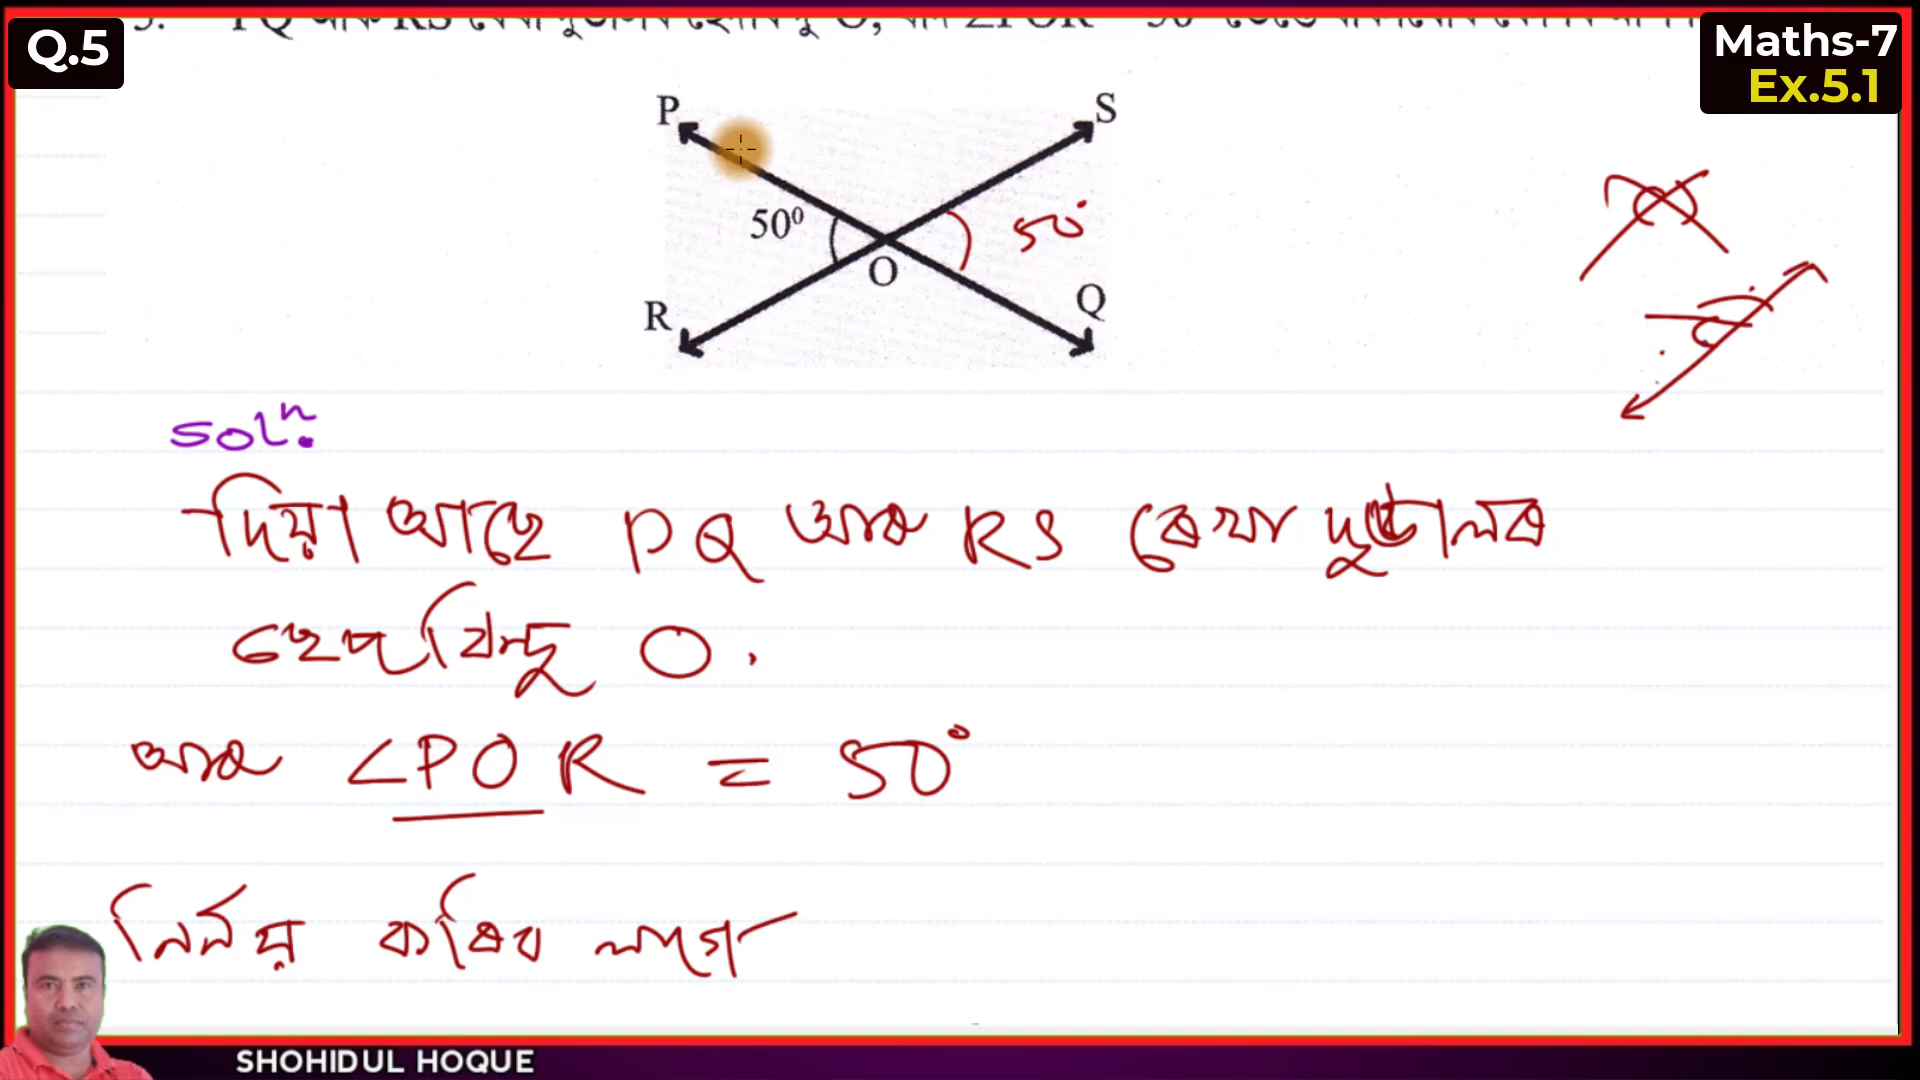 Q.5
Maths-7
Ex.5.1
P
S
50⁰
50°
O
R
Q
Solⁿ:
দিয়া আছে PQ আৰু RS ৰেখা দুডালৰ
ছেদবিন্দু O.
আৰু ∠POR = 50°
নিৰ্নয় কৰিব লাগে
SHOHIDUL HOQUE